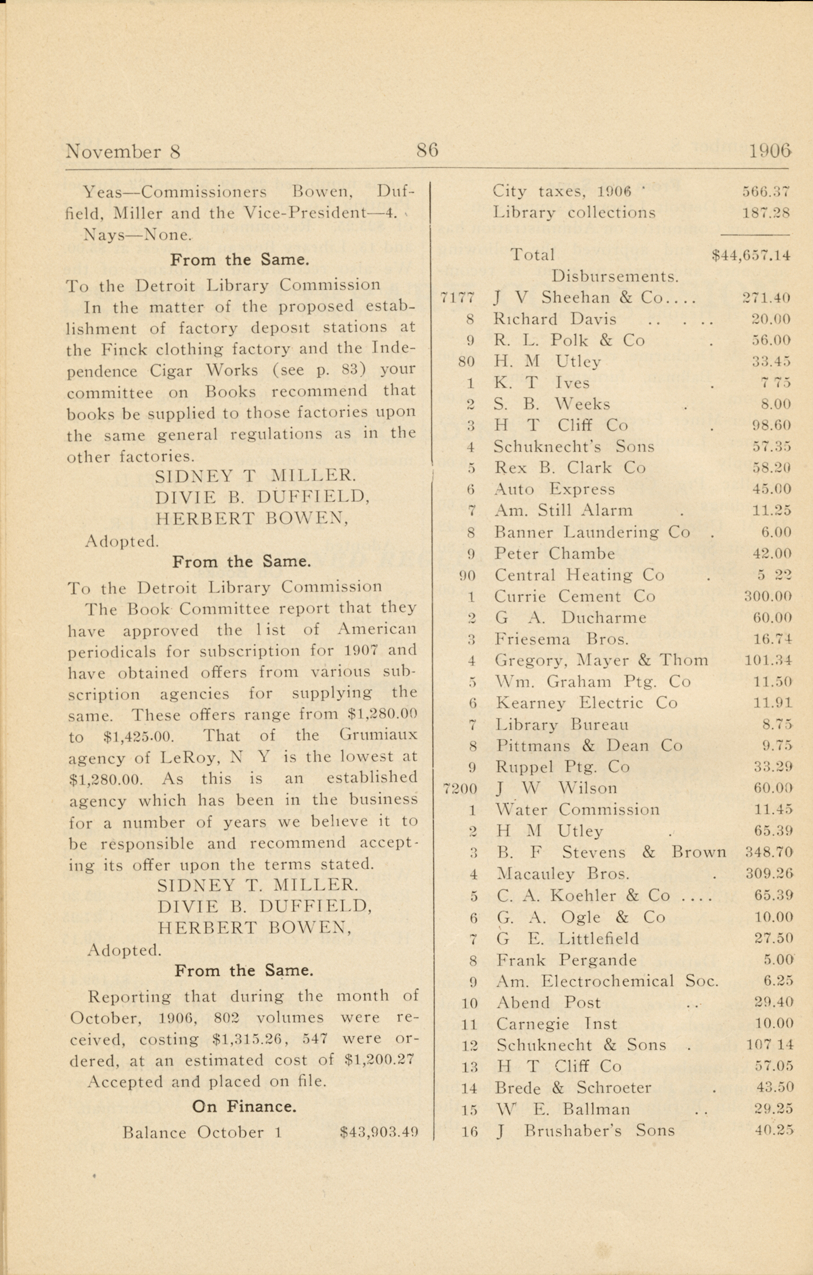 November 8 86 1906
Yeas—Commissioners Bowen, Duf-
field, Miller and the Vice-President—4.
Nays—None.
From the Same.
To the Detroit Library Commission
In the matter of the proposed estab-
lishment of factory deposit stations at
the Finck clothing factory and the Inde-
pendence Cigar Works (see p. 83) your
committee on Books recommend that
books be supplied to those factories upon
the same general regulations as in the
other factories.
SIDNEY T MILLER.
DIVIE B. DUFFIELD,
HERBERT BOWEN,
Adopted.
From the Same.
To the Detroit Library Commission
The Book Committee report that they
have approved the list of American
periodicals for subscription for 1907 and
have obtained offers from various sub-
scription agencies for supplying the
same. These offers range from $1,280.00
to $1,425.00. That of the Grumiaux
agency of LeRoy, N Y is the lowest at
$1,280.00. As this is an established
agency which has been in the business
for a number of years we believe it to
be responsible and recommend accept-
ing its offer upon the terms stated.
SIDNEY T. MILLER.
DIVIE B. DUFFIELD,
HERBERT BOWEN,
Adopted.
From the Same.
Reporting that during the month of
October, 1906, 802 volumes were re-
ceived, costing $1,315.26, 547 were or-
dered, at an estimated cost of $1,200.27
Accepted and placed on file.
On Finance.
Balance October 1 $43,903.49
City taxes, 1906 566.37
Library collections 187.28
Total $44,657.14
Disbursements.
7177 J V Sheehan & Co.... 271.40
8 Richard Davis .. . .. 20.00
9 R. L. Polk & Co . 56.00
80 H. M Utley 33.45
1 K. T Ives . 7 75
2 S. B. Weeks . 8.00
3 H T Cliff Co . 98.60
4 Schuknecht's Sons 57.35
5 Rex B. Clark Co 58.20
6 Auto Express 45.00
7 Am. Still Alarm . 11.25
8 Banner Laundering Co . 6.00
9 Peter Chambe 42.00
90 Central Heating Co . 5 22
1 Currie Cement Co 300.00
2 G A. Ducharme 60.00
3 Friesema Bros. 16.74
4 Gregory, Mayer & Thom 101.34
5 Wm. Graham Ptg. Co 11.50
6 Kearney Electric Co 11.91
7 Library Bureau 8.75
8 Pittmans & Dean Co 9.75
9 Ruppel Ptg. Co 33.29
7200 J W Wilson 60.00
1 Water Commission 11.45
2 H M Utley . 65.39
3 B. F Stevens & Brown 348.70
4 Macauley Bros. . 309.26
5 C. A. Koehler & Co .... 65.39
6 G. A. Ogle & Co 10.00
7 G E. Littlefield 27.50
8 Frank Pergande 5.00
9 Am. Electrochemical Soc. 6.25
10 Abend Post .. 29.40
11 Carnegie Inst 10.00
12 Schuknecht & Sons . 107 14
13 H T Cliff Co 57.05
14 Brede & Schroeter . 43.50
15 W E. Ballman .. 29.25
16 J Brushaber's Sons 40.25